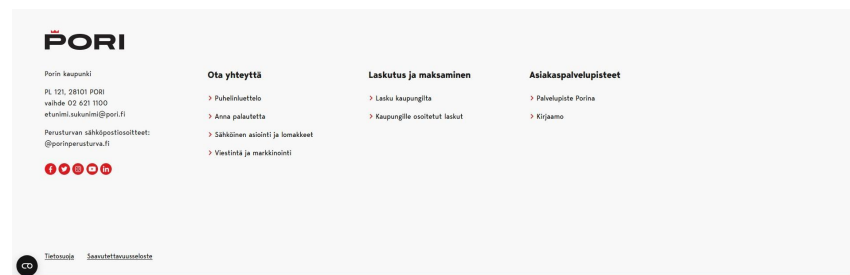 PORI
Porin kaupunki
PL 121, 28101 PORI
vaihde 02 621 1100
etunimi.sukunimi@pori.fi
Perusturvan sähköpostiosoitteet:
@porinperusturva.fi
Ota yhteyttä
Puhelinluettelo
Anna palautetta
Sähköinen asiointi ja lomakkeet
Viestintä ja markkinointi
Laskutus ja maksaminen
Lasku kaupungilta
Kaupungille osoitetut laskut
Asiakaspalvelupisteet
Palvelupiste Porina
Kirjaamo
Tietosuoja Saavutettavuusseloste